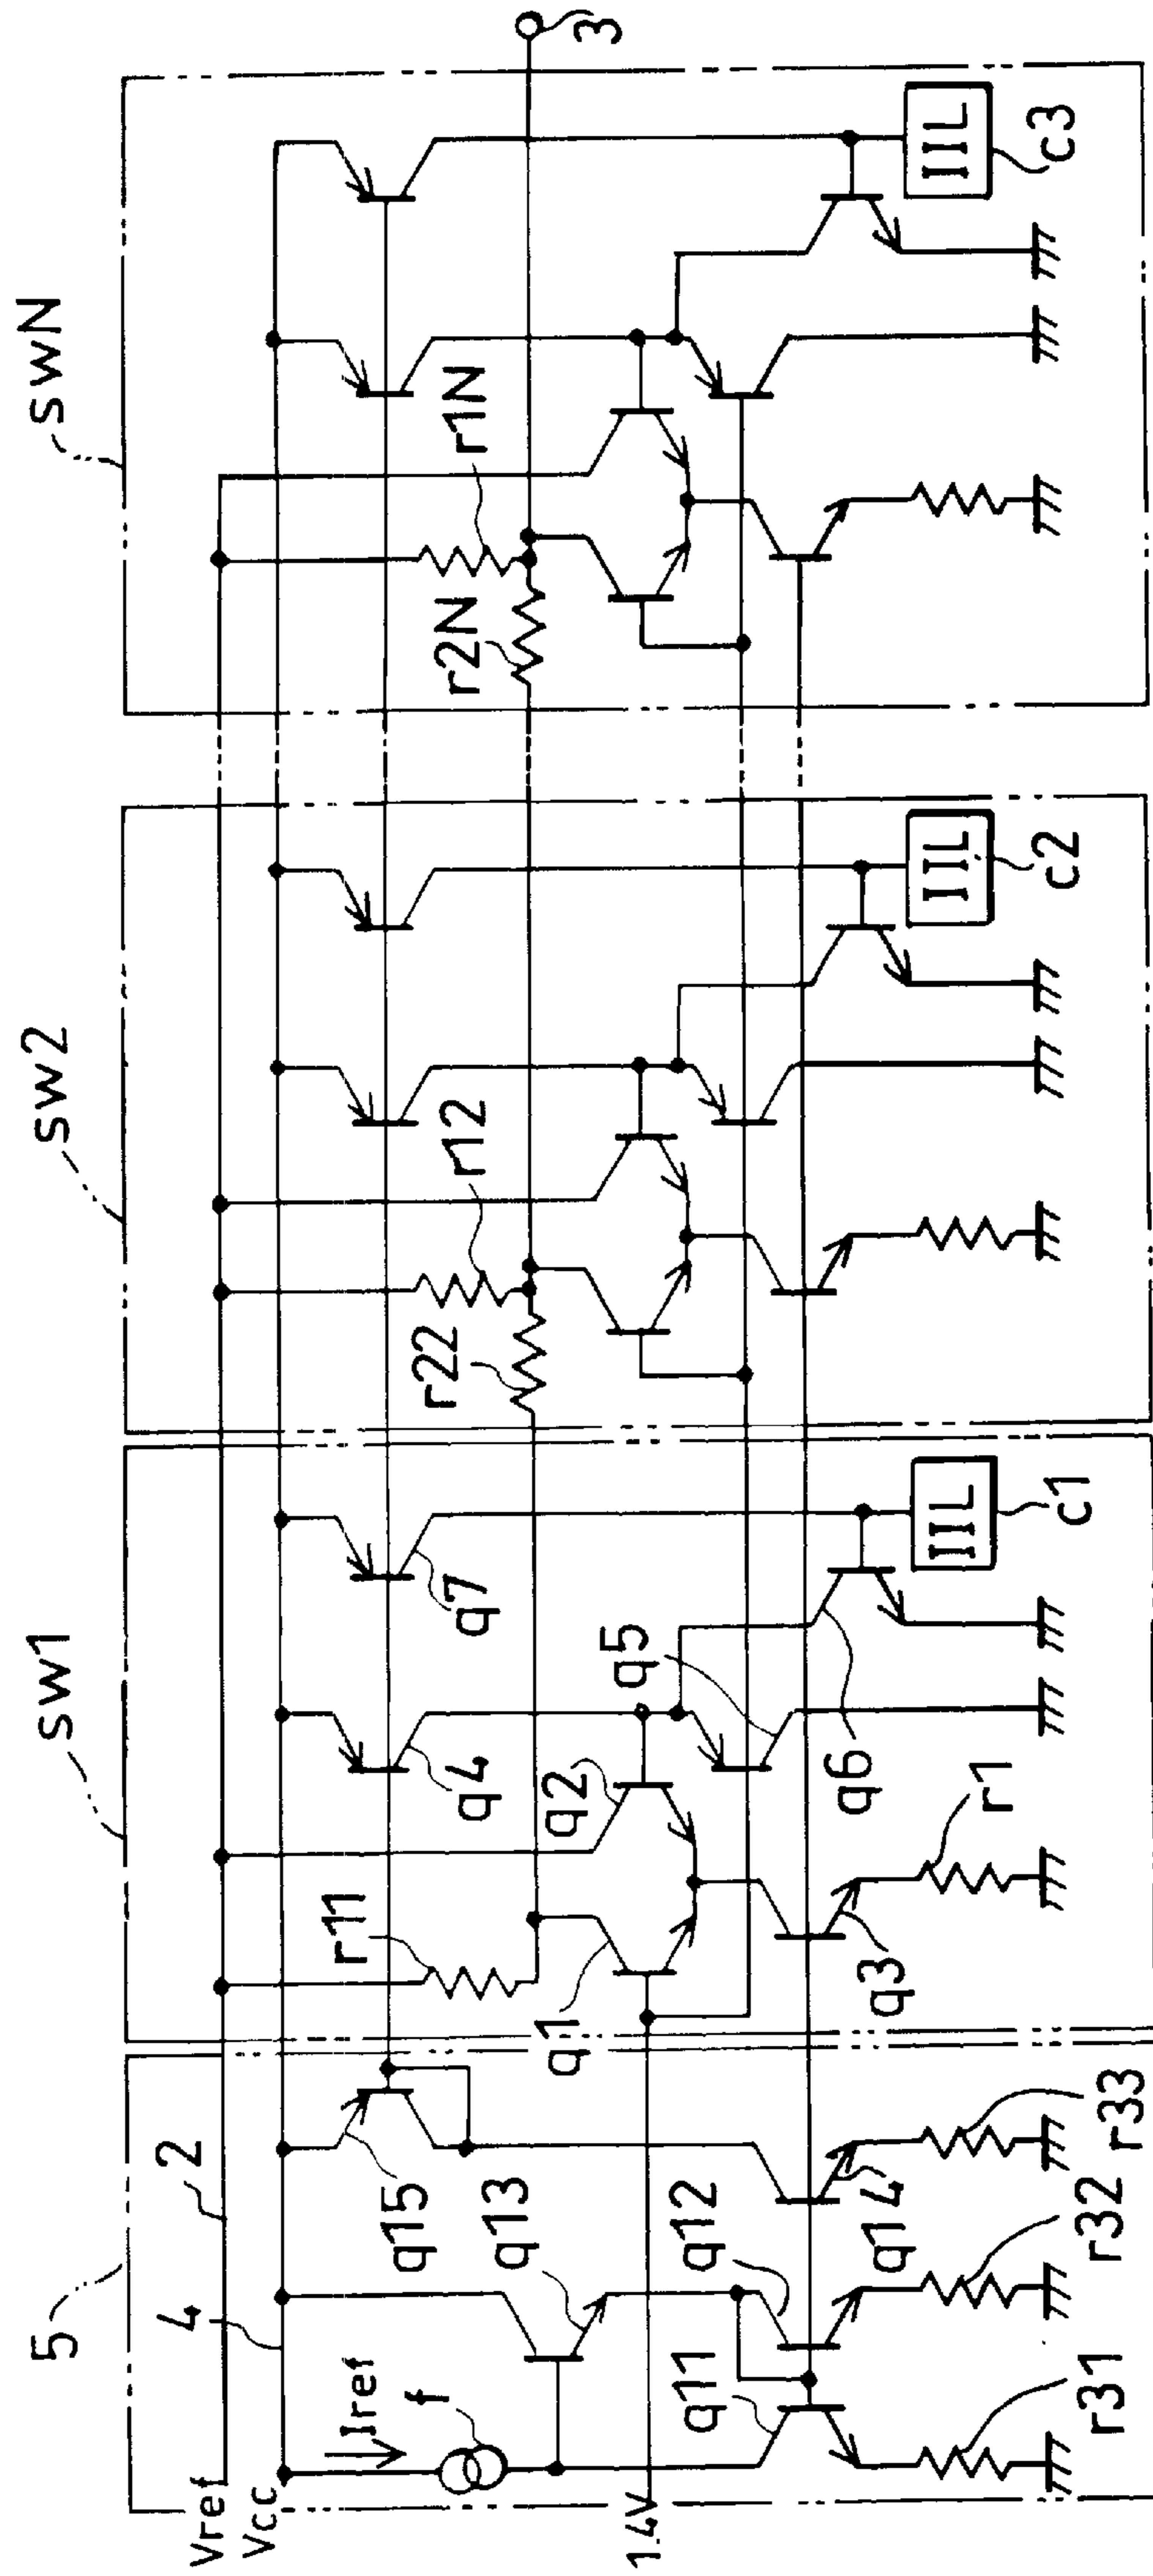 5
sw1
sw2
swN
2
4
Vref
Vcc
Iref
f
q15
q13
q11
q12
q14
r31
r32
r33
1.4V
r11
q1
q2
q3
q4
q5
q6
q7
r1
IIL
c1
r12
r22
IIL
c2
r1N
r2N
IIL
c3
3